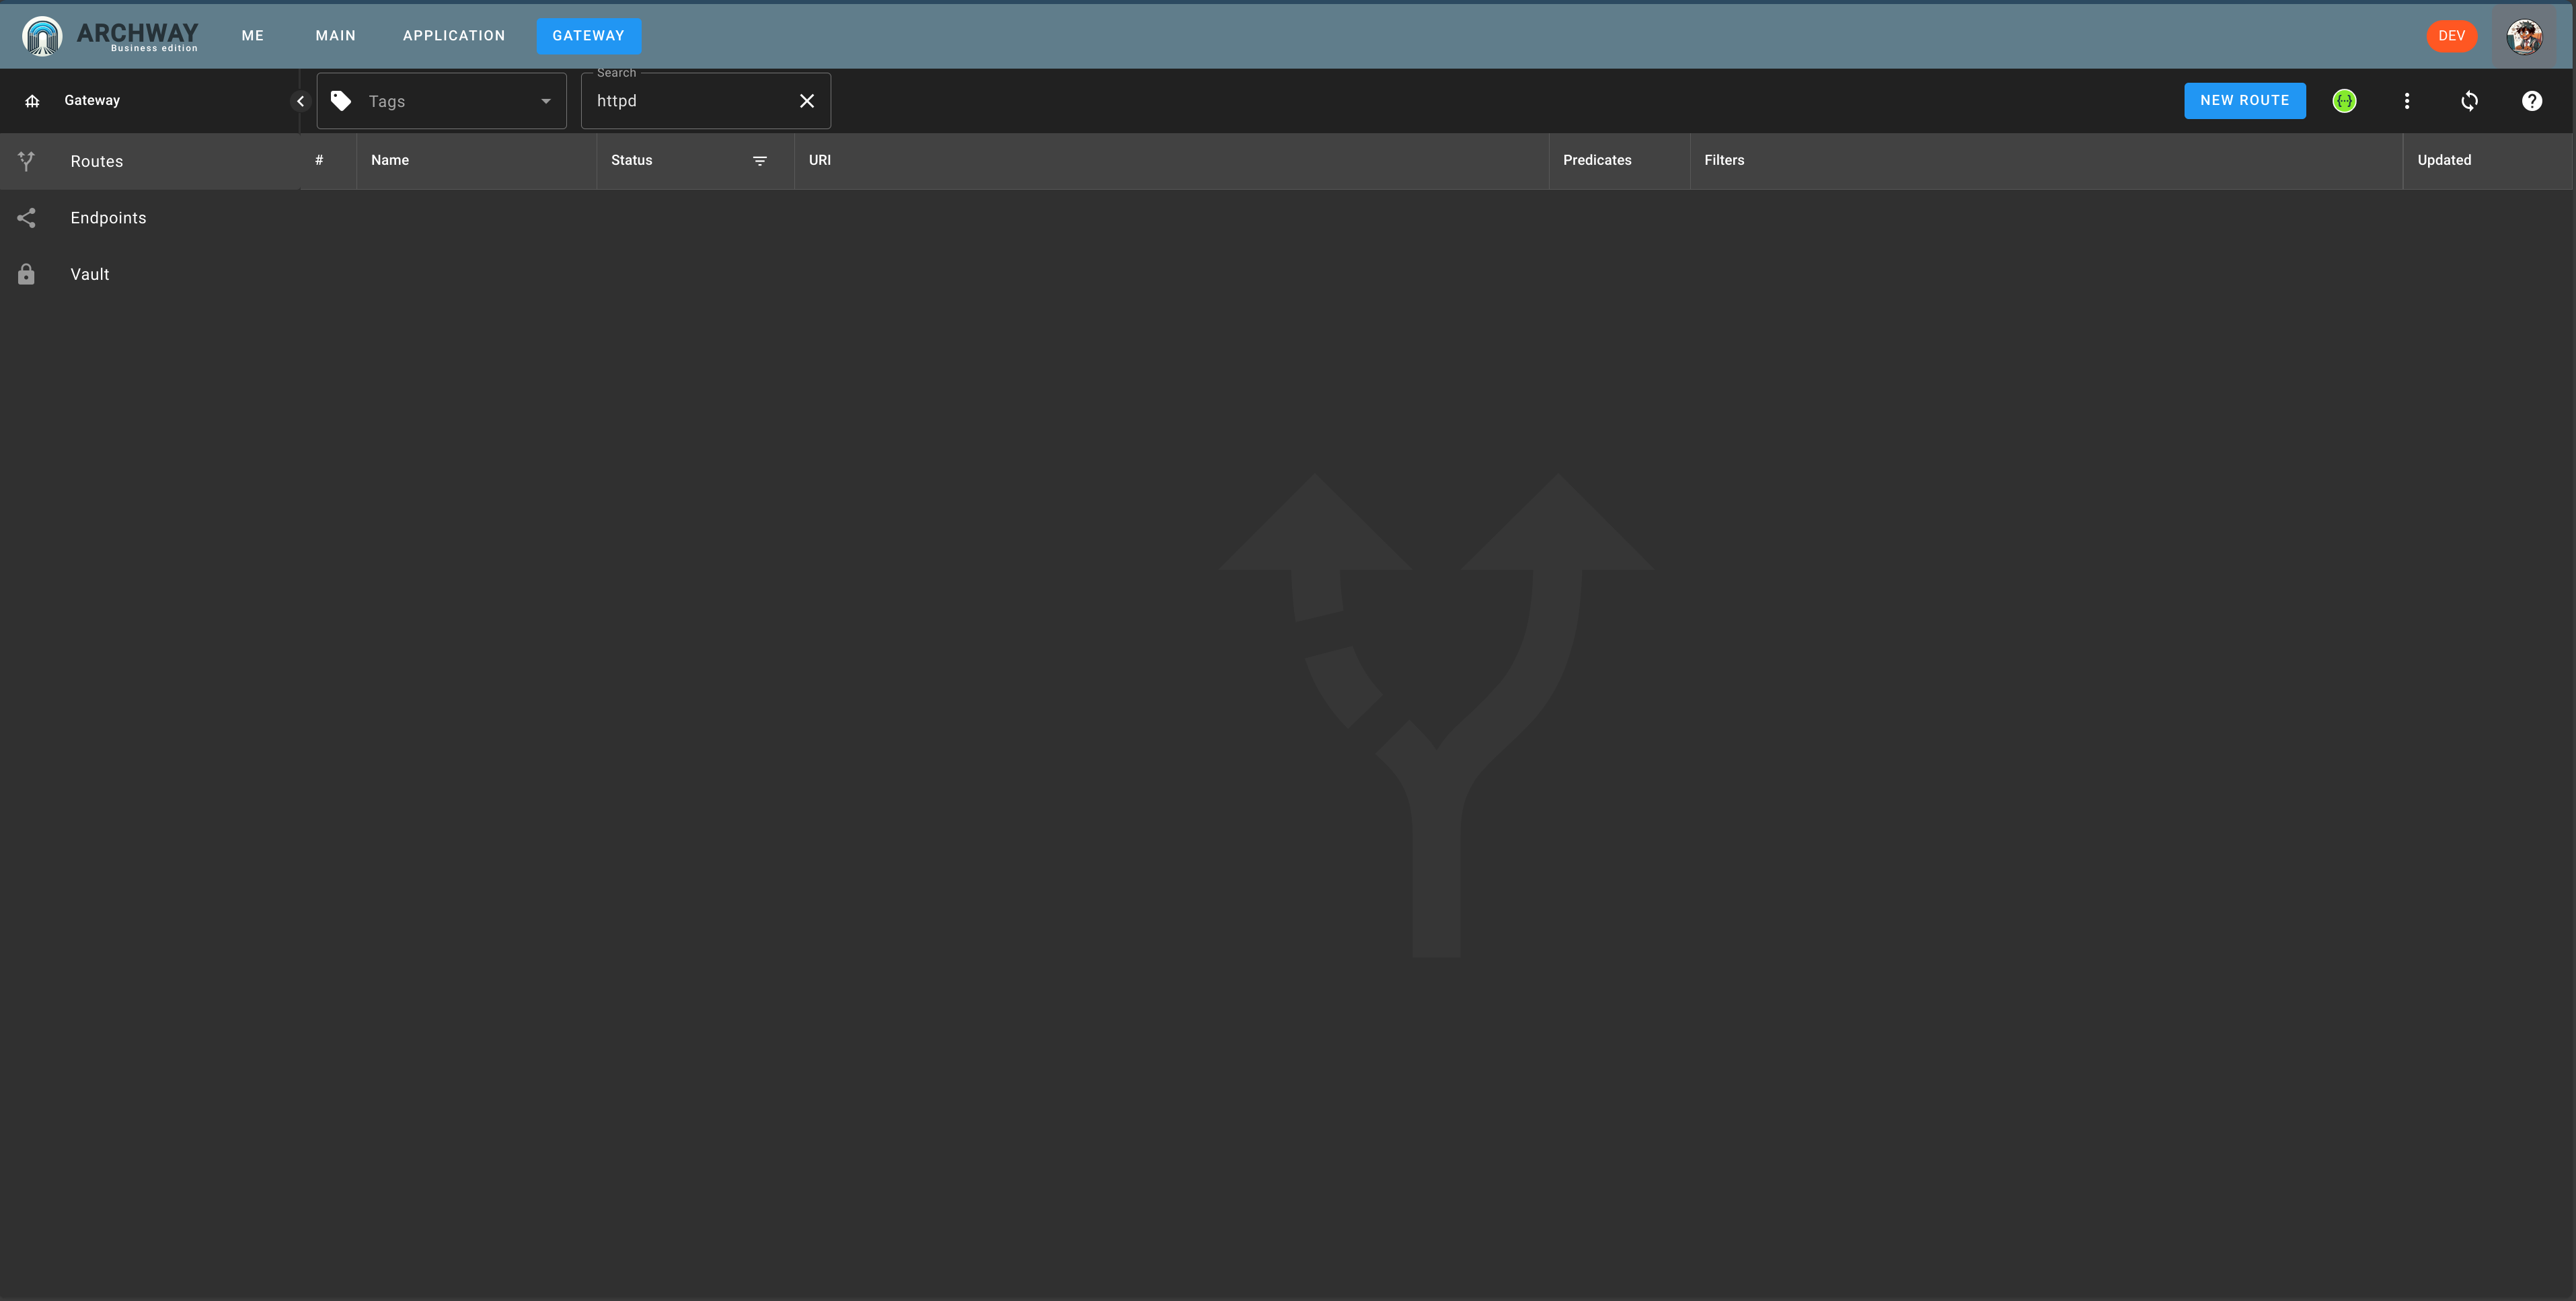 ARCHWAY
Business edition
ME
MAIN
APPLICATION
GATEWAY
DEV
Gateway
Tags
Search
httpd
NEW ROUTE
Routes
# Name Status URI Predicates Filters Updated
Endpoints
Vault